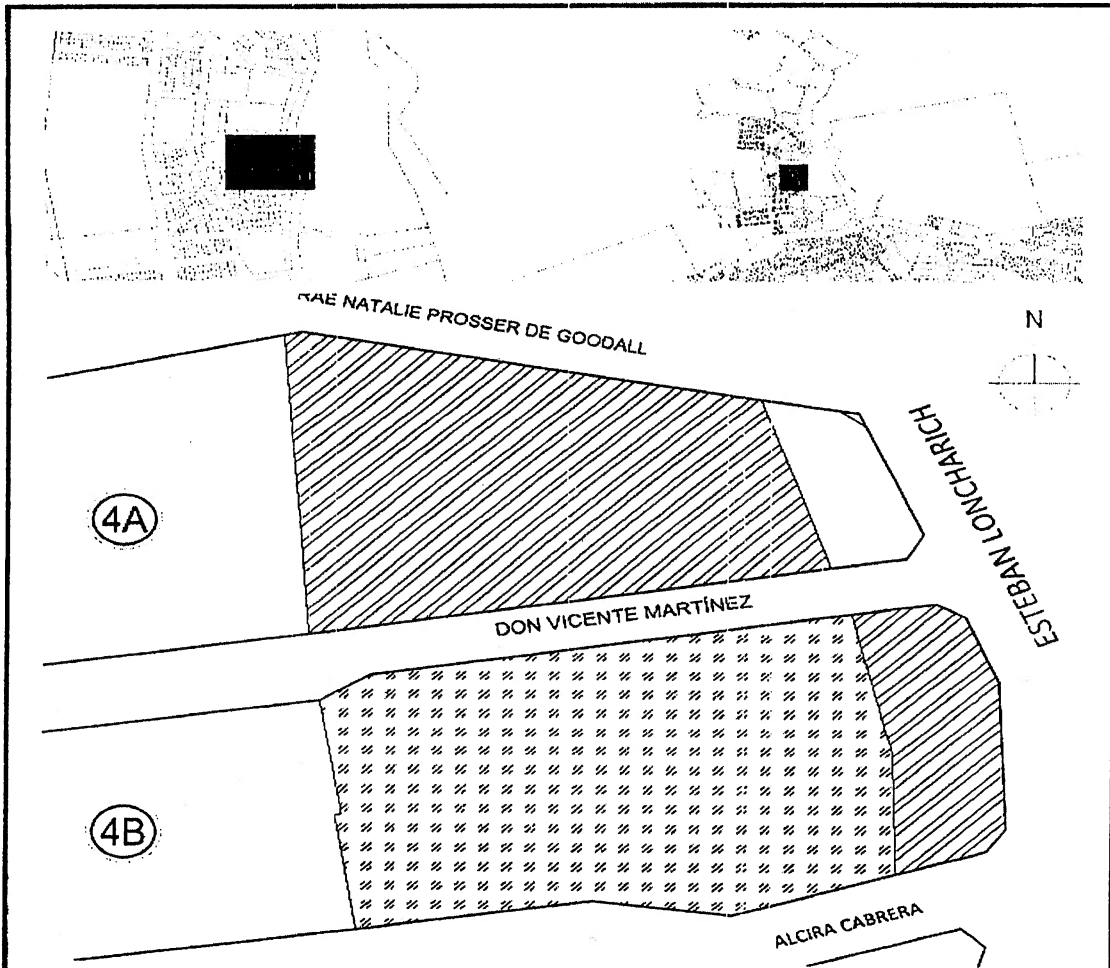 RAE NATALIE PROSSER DE GOODALL
N
ESTEBAN LONCHARICH
4A
DON VICENTE MARTÍNEZ
4B
ALCIRA CABRERA